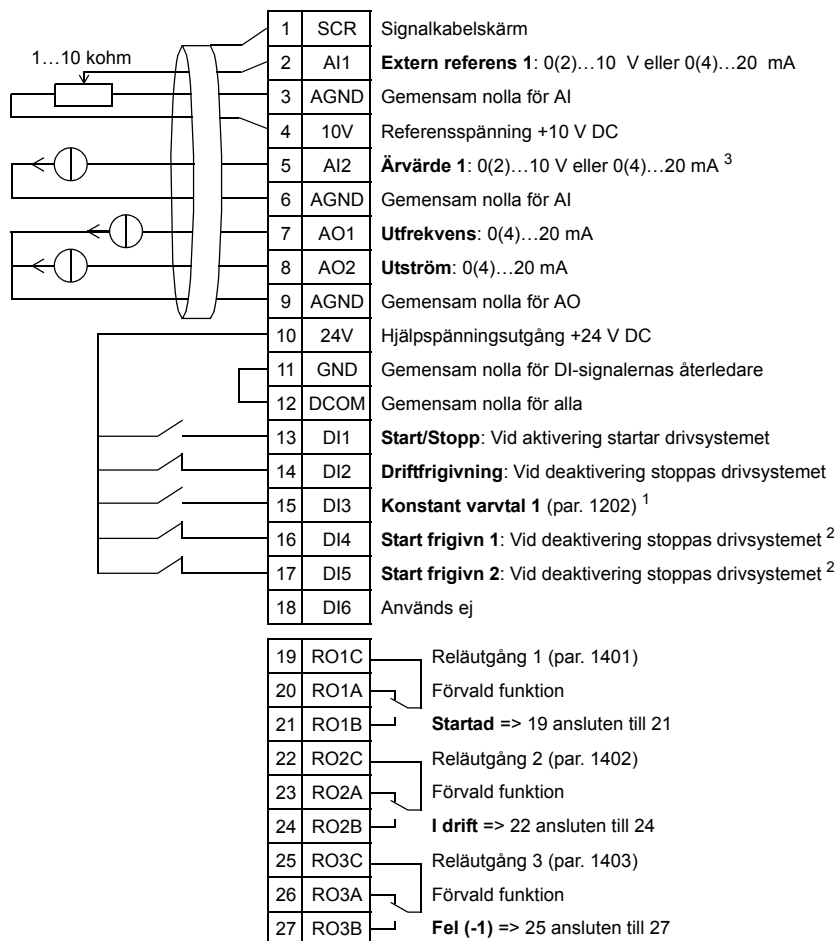 1…10 kohm
1 SCR Signalkabelskärm
2 AI1 Extern referens 1: 0(2)…10 V eller 0(4)…20 mA
3 AGND Gemensam nolla för AI
4 10V Referensspänning +10 V DC
5 AI2 Ärvärde 1: 0(2)…10 V eller 0(4)…20 mA 3
6 AGND Gemensam nolla för AI
7 AO1 Utfrekvens: 0(4)…20 mA
8 AO2 Utström: 0(4)…20 mA
9 AGND Gemensam nolla för AO
10 24V Hjälpspänningsutgång +24 V DC
11 GND Gemensam nolla för DI-signalernas återledare
12 DCOM Gemensam nolla för alla
13 DI1 Start/Stopp: Vid aktivering startar drivsystemet
14 DI2 Driftfrigivning: Vid deaktivering stoppas drivsystemet
15 DI3 Konstant varvtal 1 (par. 1202) 1
16 DI4 Start frigivn 1: Vid deaktivering stoppas drivsystemet 2
17 DI5 Start frigivn 2: Vid deaktivering stoppas drivsystemet 2
18 DI6 Används ej
19 RO1C Reläutgång 1 (par. 1401)
20 RO1A Förvald funktion
21 RO1B Startad => 19 ansluten till 21
22 RO2C Reläutgång 2 (par. 1402)
23 RO2A Förvald funktion
24 RO2B I drift => 22 ansluten till 24
25 RO3C Reläutgång 3 (par. 1403)
26 RO3A Förvald funktion
27 RO3B Fel (-1) => 25 ansluten till 27